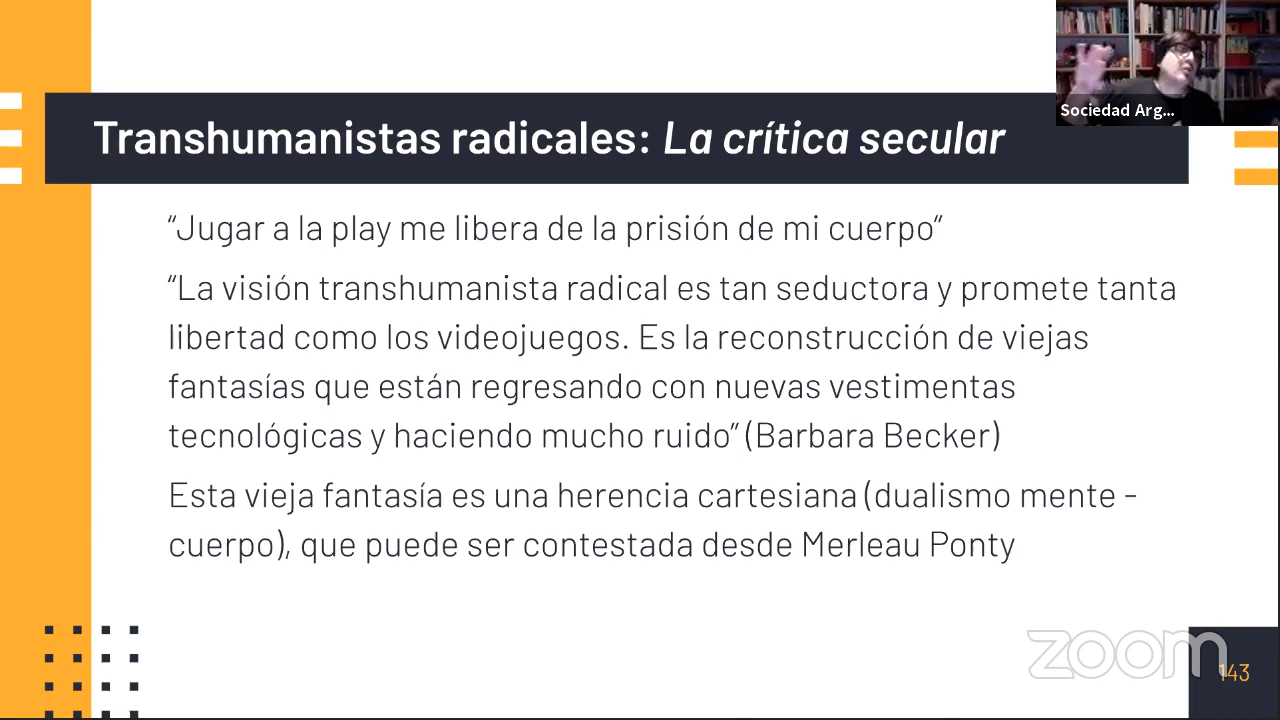 Sociedad Arg...
Transhumanistas radicales: La crítica secular
“Jugar a la play me libera de la prisión de mi cuerpo”
“La visión transhumanista radical es tan seductora y promete tanta
libertad como los videojuegos. Es la reconstrucción de viejas
fantasías que están regresando con nuevas vestimentas
tecnológicas y haciendo mucho ruido” (Barbara Becker)
Esta vieja fantasía es una herencia cartesiana (dualismo mente -
cuerpo), que puede ser contestada desde Merleau Ponty
zoom
143